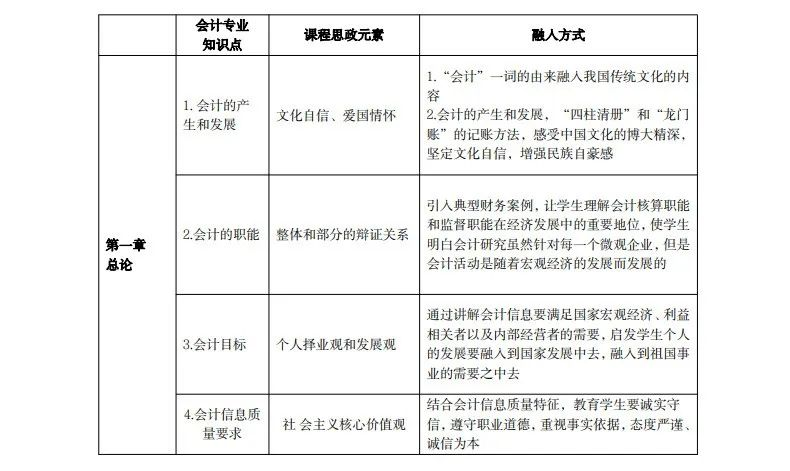 会计专业
知识点
课程思政元素
融人方式
第一章
总论
1. 会计的产
生和发展
文化自信、爱国情怀
1.“会计”一词的由来融入我国传统文化的内
容
2.会计的产生和发展，“四柱清册”和“龙门
账”的记账方法，感受中国文化的博大精深，
坚定文化自信，增强民族自豪感
2.会计的职能
整体和部分的辩证关系
引入典型财务案例，让学生理解会计核算职能
和监督职能在经济发展中的重要地位，使学生
明白会计研究虽然针对每一个微观企业，但是
会计活动是随着宏观经济的发展而发展的
3.会计目标
个人择业观和发展观
通过讲解会计信息要满足国家宏观经济、利益
相关者以及内部经营者的需要，启发学生个人
的发展要融入到国家发展中去，融入到祖国事
业的需要之中去
4.会计信息质
量要求
社 会主义核心价值观
结合会计信息质量特征，教育学生要诚实守
信，遵守职业道德，重视事实依据，态度严谨、
诚信为本